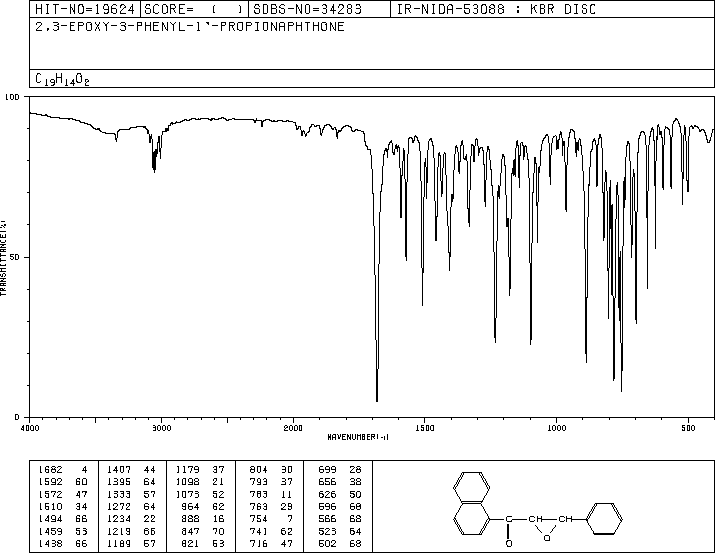 HIT-NO=19624 SCORE= ( ) SDBS-NO=34283 IR-NIDA-53088 : KBR DISC
2,3-EPOXY-3-PHENYL-1'-PROPIONAPHTHONE
C19H14O2
100
50
0
TRANSMITTANCE(%)
4000 3000 2000 1500 1000 500
WAVENUMBER(-1)
1682 4 1407 44 1179 37 804 30 699 28
1592 60 1395 64 1098 21 793 37 656 38
1572 47 1333 57 1073 52 783 11 626 50
1510 34 1272 64 964 62 763 29 596 68
1494 66 1234 22 888 16 754 7 566 68
1459 53 1219 66 847 70 741 62 523 64
1438 66 1189 57 821 53 716 47 502 68
C CH CH
O O